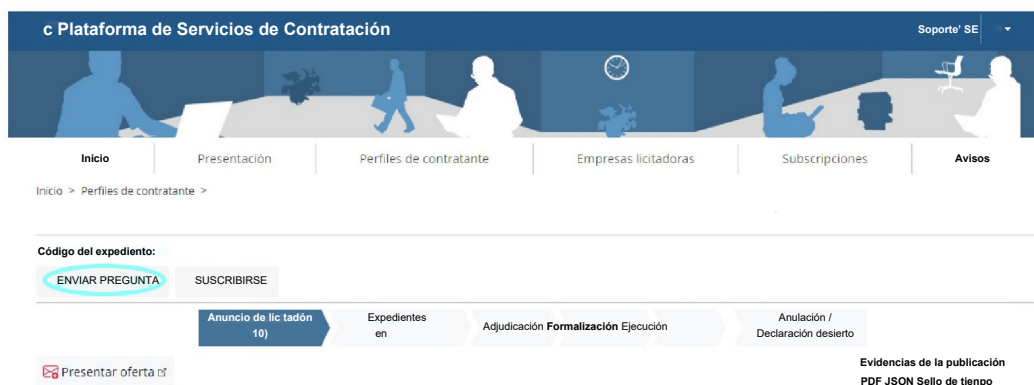 c Plataforma de Servicios de Contratación
Soporte' SE
Inicio Presentación Perfiles de contratante Empresas licitadoras Subscripciones Avisos
Inicio > Perfiles de contratante >
Código del expediento:
ENVIAR PREGUNTA SUSCRIBIRSE
Anuncio de lic tadón
10)
Expedientes
en
Adjudicación Formalización Ejecución
Anulación /
Declaración desierto
Presentar oferta
Evidencias de la publicación
PDF JSON Sello de tienpo